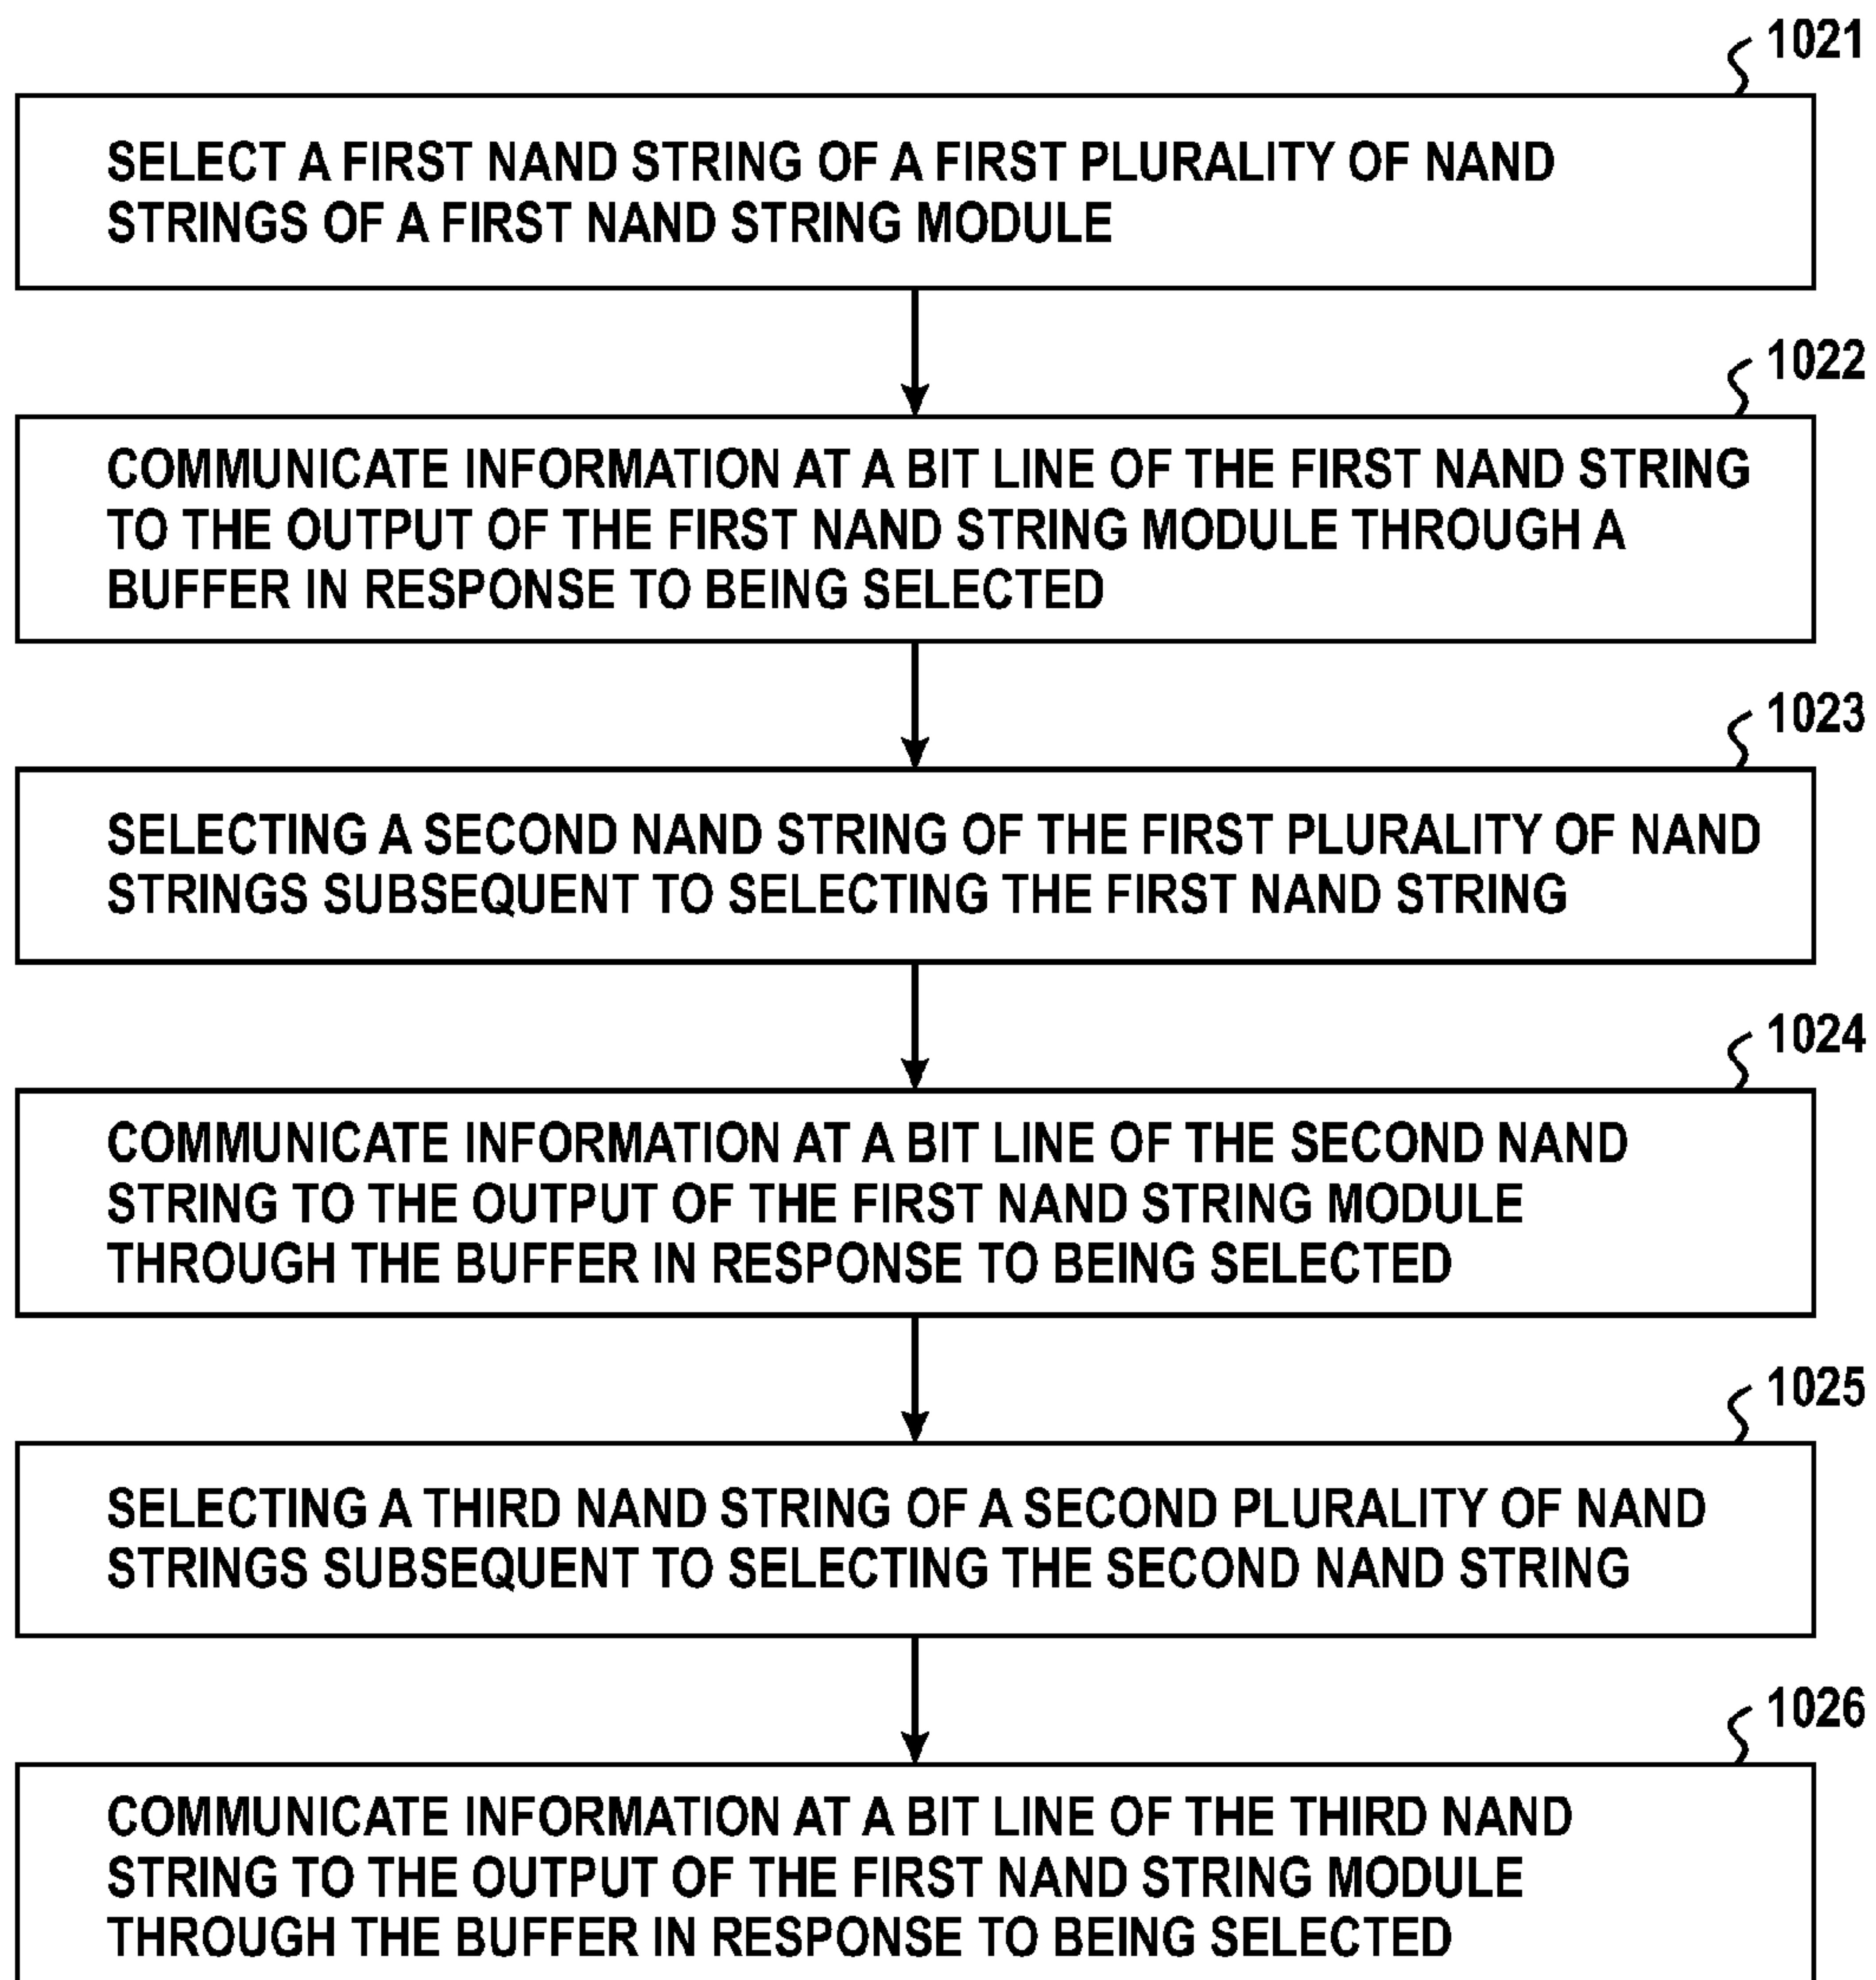 1021
SELECT A FIRST NAND STRING OF A FIRST PLURALITY OF NAND
STRINGS OF A FIRST NAND STRING MODULE
1022
COMMUNICATE INFORMATION AT A BIT LINE OF THE FIRST NAND STRING
TO THE OUTPUT OF THE FIRST NAND STRING MODULE THROUGH A
BUFFER IN RESPONSE TO BEING SELECTED
1023
SELECTING A SECOND NAND STRING OF THE FIRST PLURALITY OF NAND
STRINGS SUBSEQUENT TO SELECTING THE FIRST NAND STRING
1024
COMMUNICATE INFORMATION AT A BIT LINE OF THE SECOND NAND
STRING TO THE OUTPUT OF THE FIRST NAND STRING MODULE
THROUGH THE BUFFER IN RESPONSE TO BEING SELECTED
1025
SELECTING A THIRD NAND STRING OF A SECOND PLURALITY OF NAND
STRINGS SUBSEQUENT TO SELECTING THE SECOND NAND STRING
1026
COMMUNICATE INFORMATION AT A BIT LINE OF THE THIRD NAND
STRING TO THE OUTPUT OF THE FIRST NAND STRING MODULE
THROUGH THE BUFFER IN RESPONSE TO BEING SELECTED